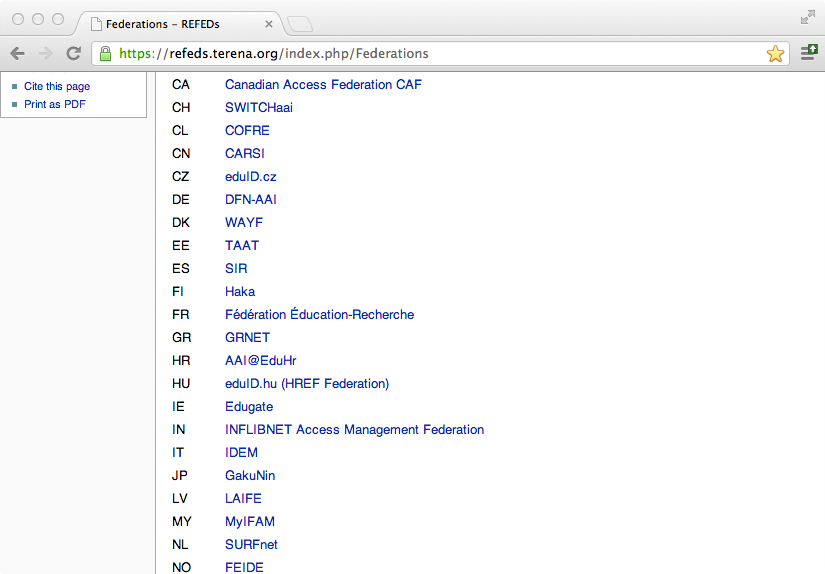 Federations – REFEDs
https://refeds.terena.org/index.php/Federations
Cite this page
Print as PDF
CA Canadian Access Federation CAF
CH SWITCHaai
CL COFRE
CN CARSI
CZ eduID.cz
DE DFN-AAI
DK WAYF
EE TAAT
ES SIR
FI Haka
FR Fédération Éducation-Recherche
GR GRNET
HR AAI@EduHr
HU eduID.hu (HREF Federation)
IE Edugate
IN INFLIBNET Access Management Federation
IT IDEM
JP GakuNin
LV LAIFE
MY MyIFAM
NL SURFnet
NO FEIDE